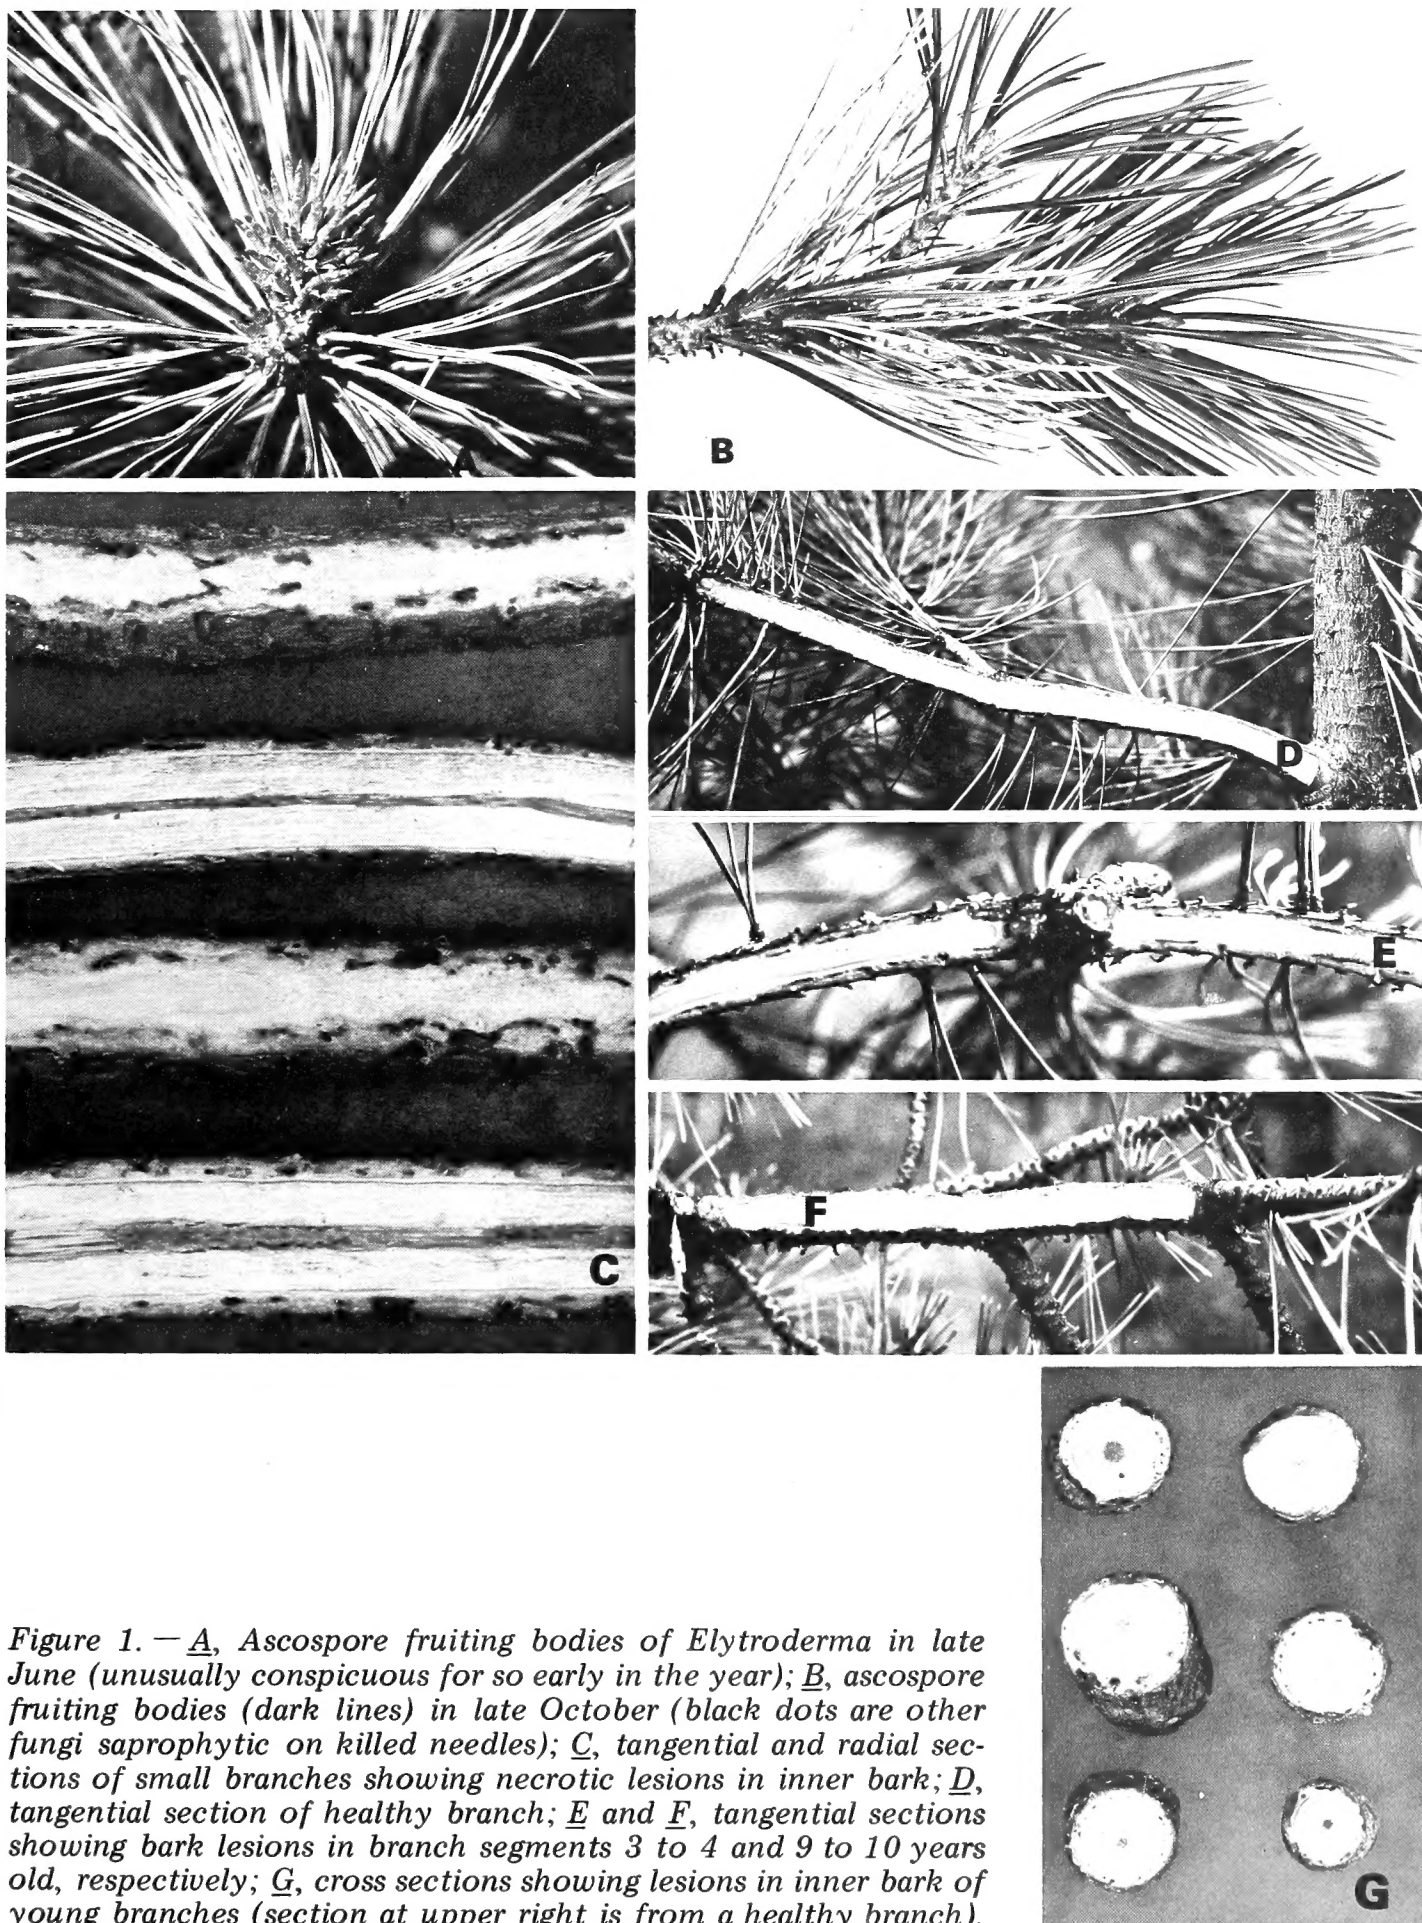 A
B
C
D
E
F
G
Figure 1. — A, Ascospore fruiting bodies of Elytroderma in late
June (unusually conspicuous for so early in the year); B, ascospore
fruiting bodies (dark lines) in late October (black dots are other
fungi saprophytic on killed needles); C, tangential and radial sec-
tions of small branches showing necrotic lesions in inner bark; D,
tangential section of healthy branch; E and F, tangential sections
showing bark lesions in branch segments 3 to 4 and 9 to 10 years
old, respectively; G, cross sections showing lesions in inner bark of
young branches (section at upper right is from a healthy branch).